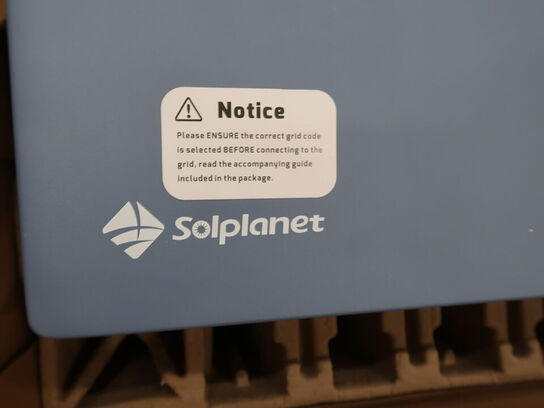 Notice
Please ENSURE the correct grid code
is selected BEFORE connecting to the
grid, read the accompanying guide
included in the package.
Solplanet